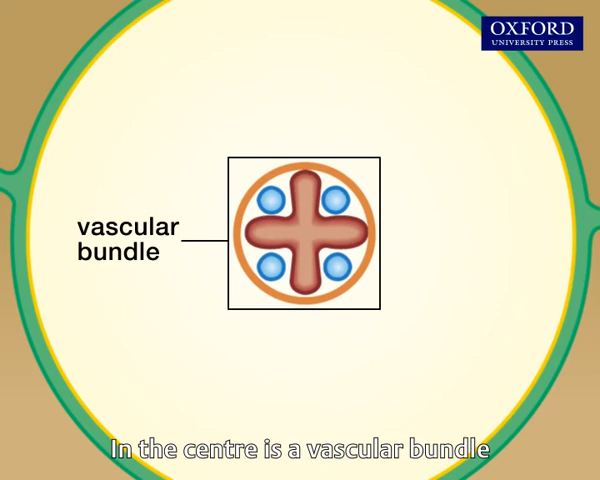 OXFORD
UNIVERSITY PRESS
vascular
bundle
In the centre is a vascular bundle